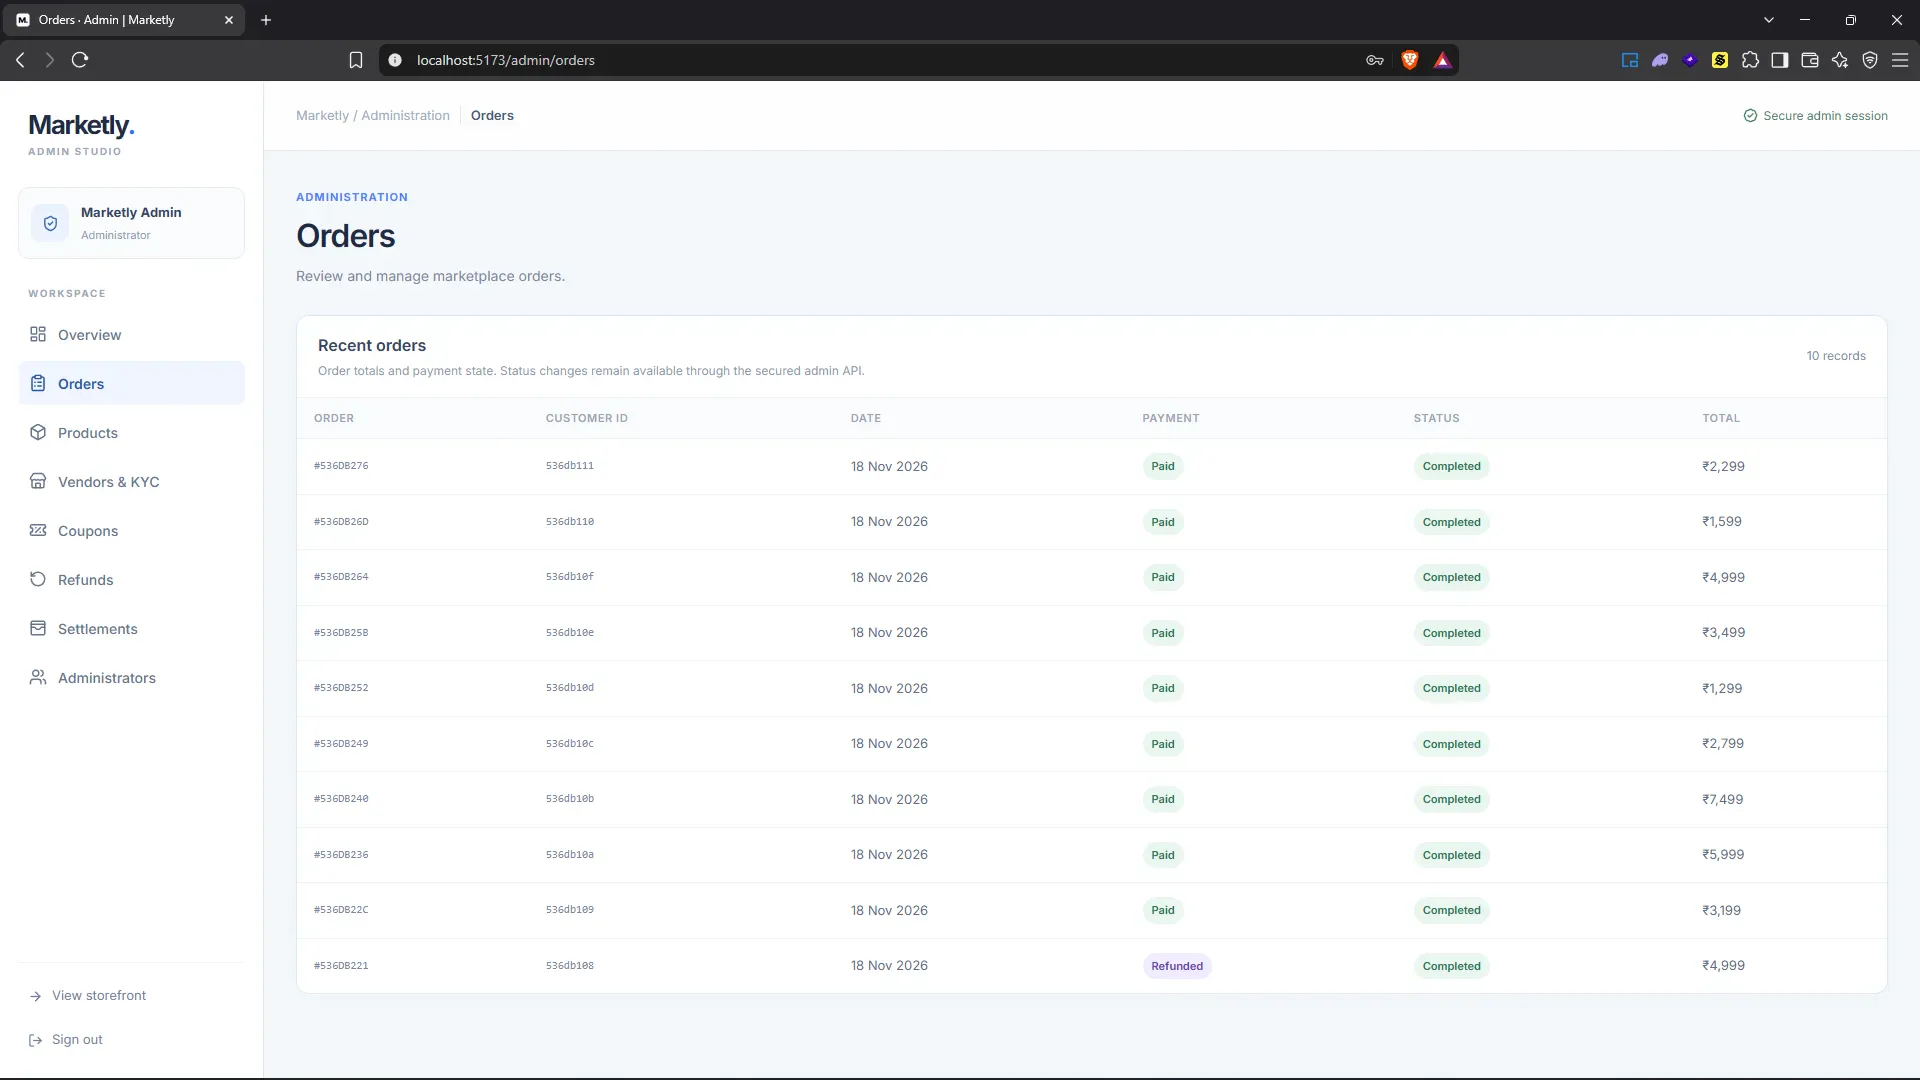 Orders · Admin | Marketly
localhost:5173/admin/orders
Marketly.
ADMIN STUDIO
Marketly Admin
Administrator
WORKSPACE
Overview
Orders
Products
Vendors & KYC
Coupons
Refunds
Settlements
Administrators
View storefront
Sign out
Marketly / Administration Orders
Secure admin session
ADMINISTRATION
Orders
Review and manage marketplace orders.
Recent orders
Order totals and payment state. Status changes remain available through the secured admin API.
10 records
ORDER CUSTOMER ID DATE PAYMENT STATUS TOTAL
#536DB276 536db111 18 Nov 2026 Paid Completed ₹2,299
#536DB26D 536db110 18 Nov 2026 Paid Completed ₹1,599
#536DB264 536db10f 18 Nov 2026 Paid Completed ₹4,999
#536DB25B 536db10e 18 Nov 2026 Paid Completed ₹3,499
#536DB252 536db10d 18 Nov 2026 Paid Completed ₹1,299
#536DB249 536db10c 18 Nov 2026 Paid Completed ₹2,799
#536DB240 536db10b 18 Nov 2026 Paid Completed ₹7,499
#536DB236 536db10a 18 Nov 2026 Paid Completed ₹5,999
#536DB22C 536db109 18 Nov 2026 Paid Completed ₹3,199
#536DB221 536db108 18 Nov 2026 Refunded Completed ₹4,999